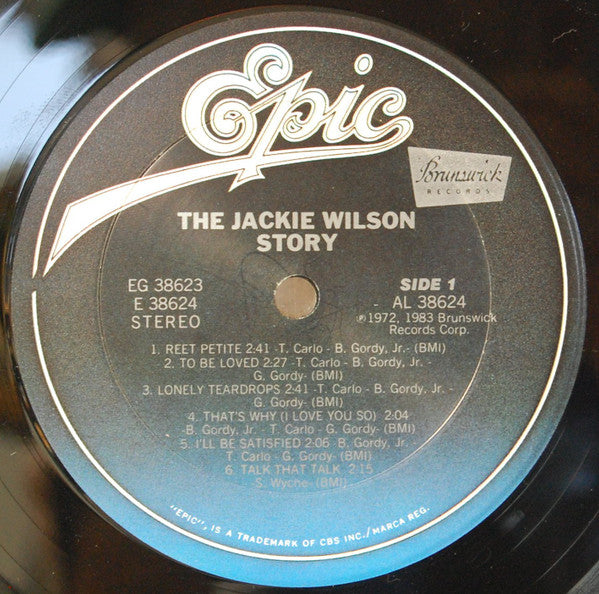 Epic
Brunswick
RECORDS
THE JACKIE WILSON
STORY
EG 38623
E 38624
STEREO
SIDE 1
AL 38624
℗1972, 1983 Brunswick
Records Corp.
1. REET PETITE 2:41 -T. Carlo - B. Gordy, Jr.- (BMI)
2. TO BE LOVED 2:27 -T. Carlo - B. Gordy, Jr. -
G. Gordy- (BMI)
3. LONELY TEARDROPS 2:41 -T. Carlo - B. Gordy, Jr. -
G. Gordy- (BMI)
4. THAT'S WHY (I LOVE YOU SO) 2:04
-B. Gordy, Jr. - T. Carlo - G. Gordy- (BMI)
5. I'LL BE SATISFIED 2:06 -B. Gordy, Jr. -
T. Carlo - G. Gordy- (BMI)
6. TALK THAT TALK 2:15
-S. Wyche- (BMI)
"EPIC", IS A TRADEMARK OF CBS INC./MARCA REG.